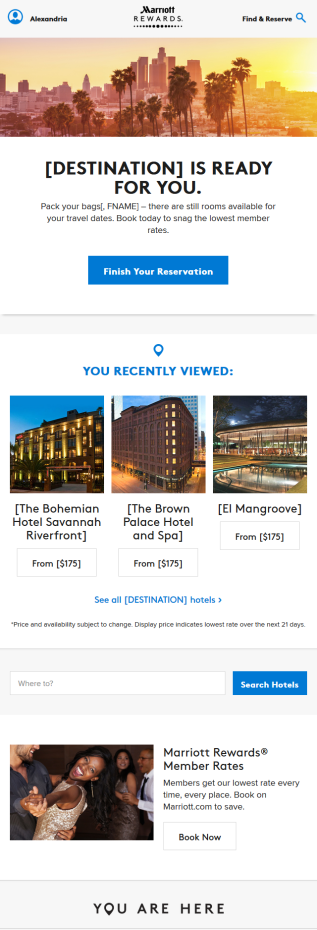 Alexandria
Marriott
REWARDS.
Find & Reserve
[DESTINATION] IS READY
FOR YOU.
Pack your bags[, FNAME] – there are still rooms available for
your travel dates. Book today to snag the lowest member
rates.
Finish Your Reservation
YOU RECENTLY VIEWED:
[The Bohemian
Hotel Savannah
Riverfront]
From [$175]
[The Brown
Palace Hotel
and Spa]
From [$175]
[El Mangroove]
From [$175]
See all [DESTINATION] hotels ›
*Price and availability subject to change. Display price indicates lowest rate over the next 21 days.
Where to?
Search Hotels
Marriott Rewards®
Member Rates
Members get our lowest rate every
time, every place. Book on
Marriott.com to save.
Book Now
YOU ARE HERE